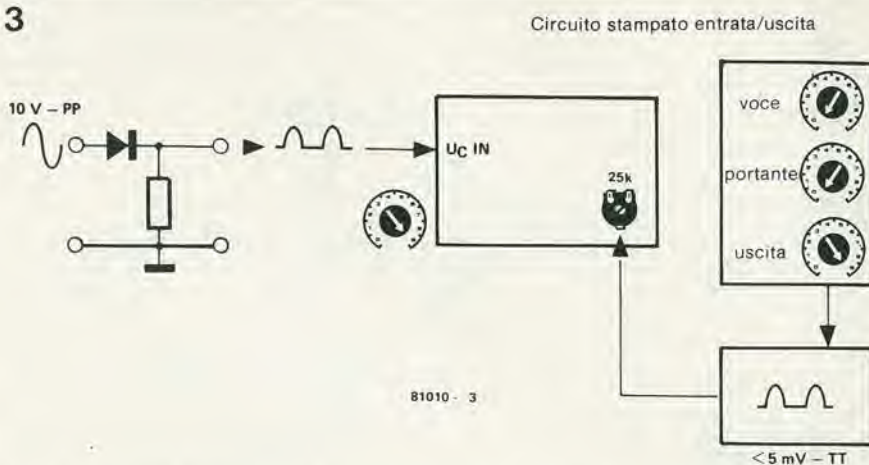 3
Circuito stampato entrata/uscita
10 V – PP
UC IN
25k
voce
portante
uscita
81010 - 3
< 5 mV – TT